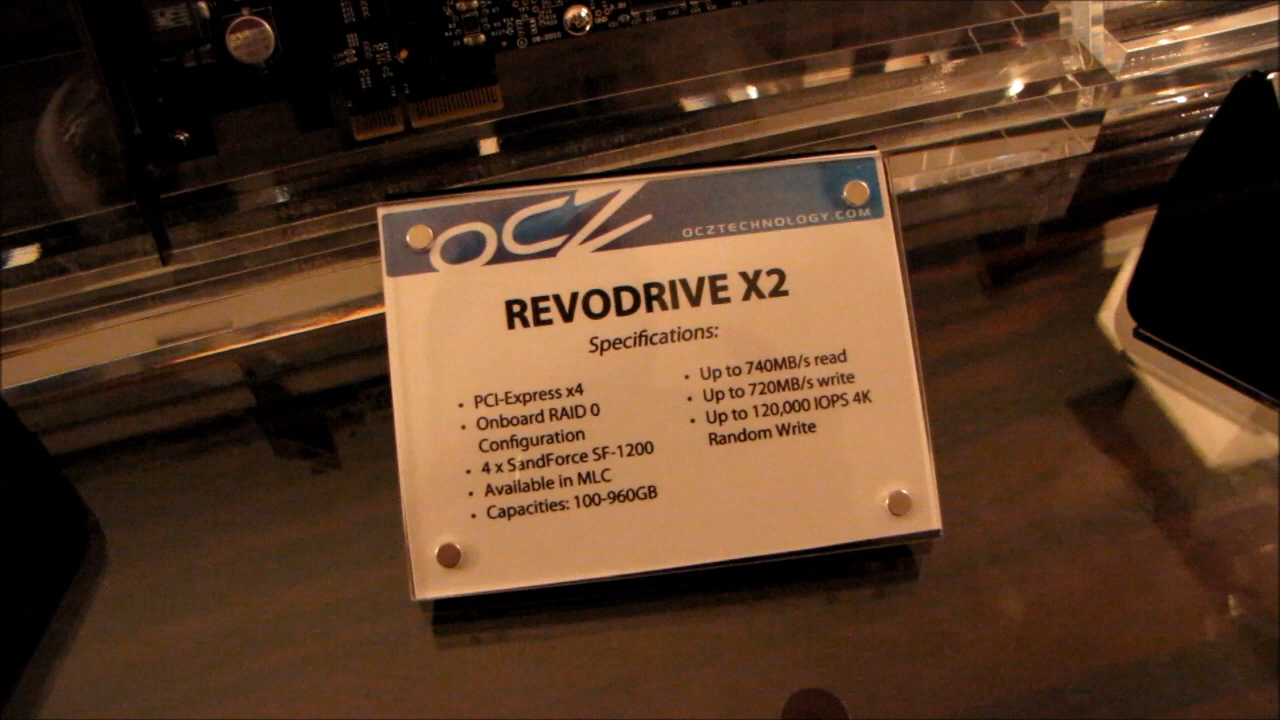 OCZ
OCZTECHNOLOGY.COM
REVODRIVE X2
Specifications:
• PCI-Express x4
• Onboard RAID 0
Configuration
• 4 x SandForce SF-1200
• Available in MLC
• Capacities: 100-960GB
• Up to 740MB/s read
• Up to 720MB/s write
• Up to 120,000 IOPS 4K
Random Write